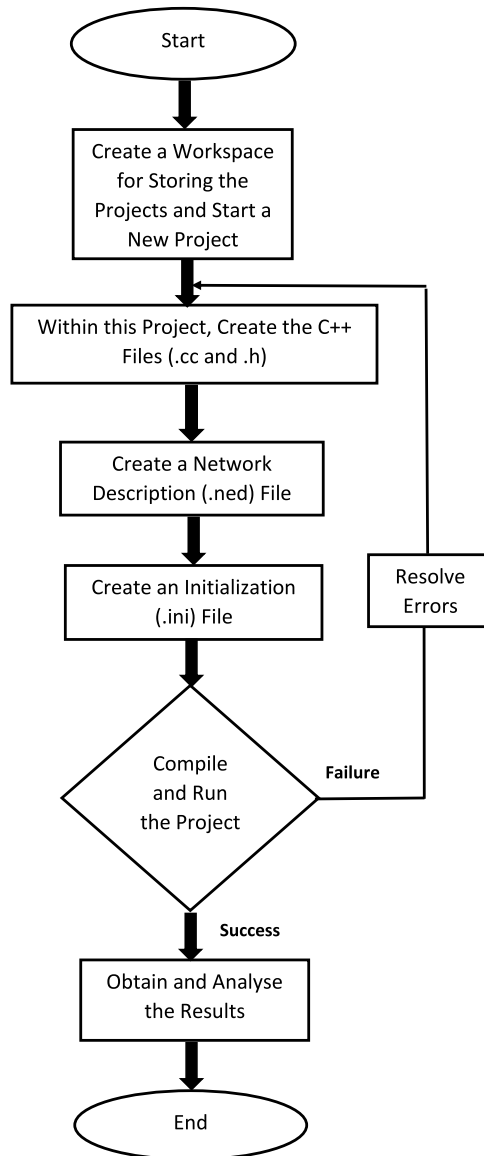 Start
Create a Workspace
for Storing the
Projects and Start a
New Project
Within this Project, Create the C++
Files (.cc and .h)
Create a Network
Description (.ned) File
Create an Initialization
(.ini) File
Resolve
Errors
Compile
and Run
the Project
Failure
Success
Obtain and Analyse
the Results
End